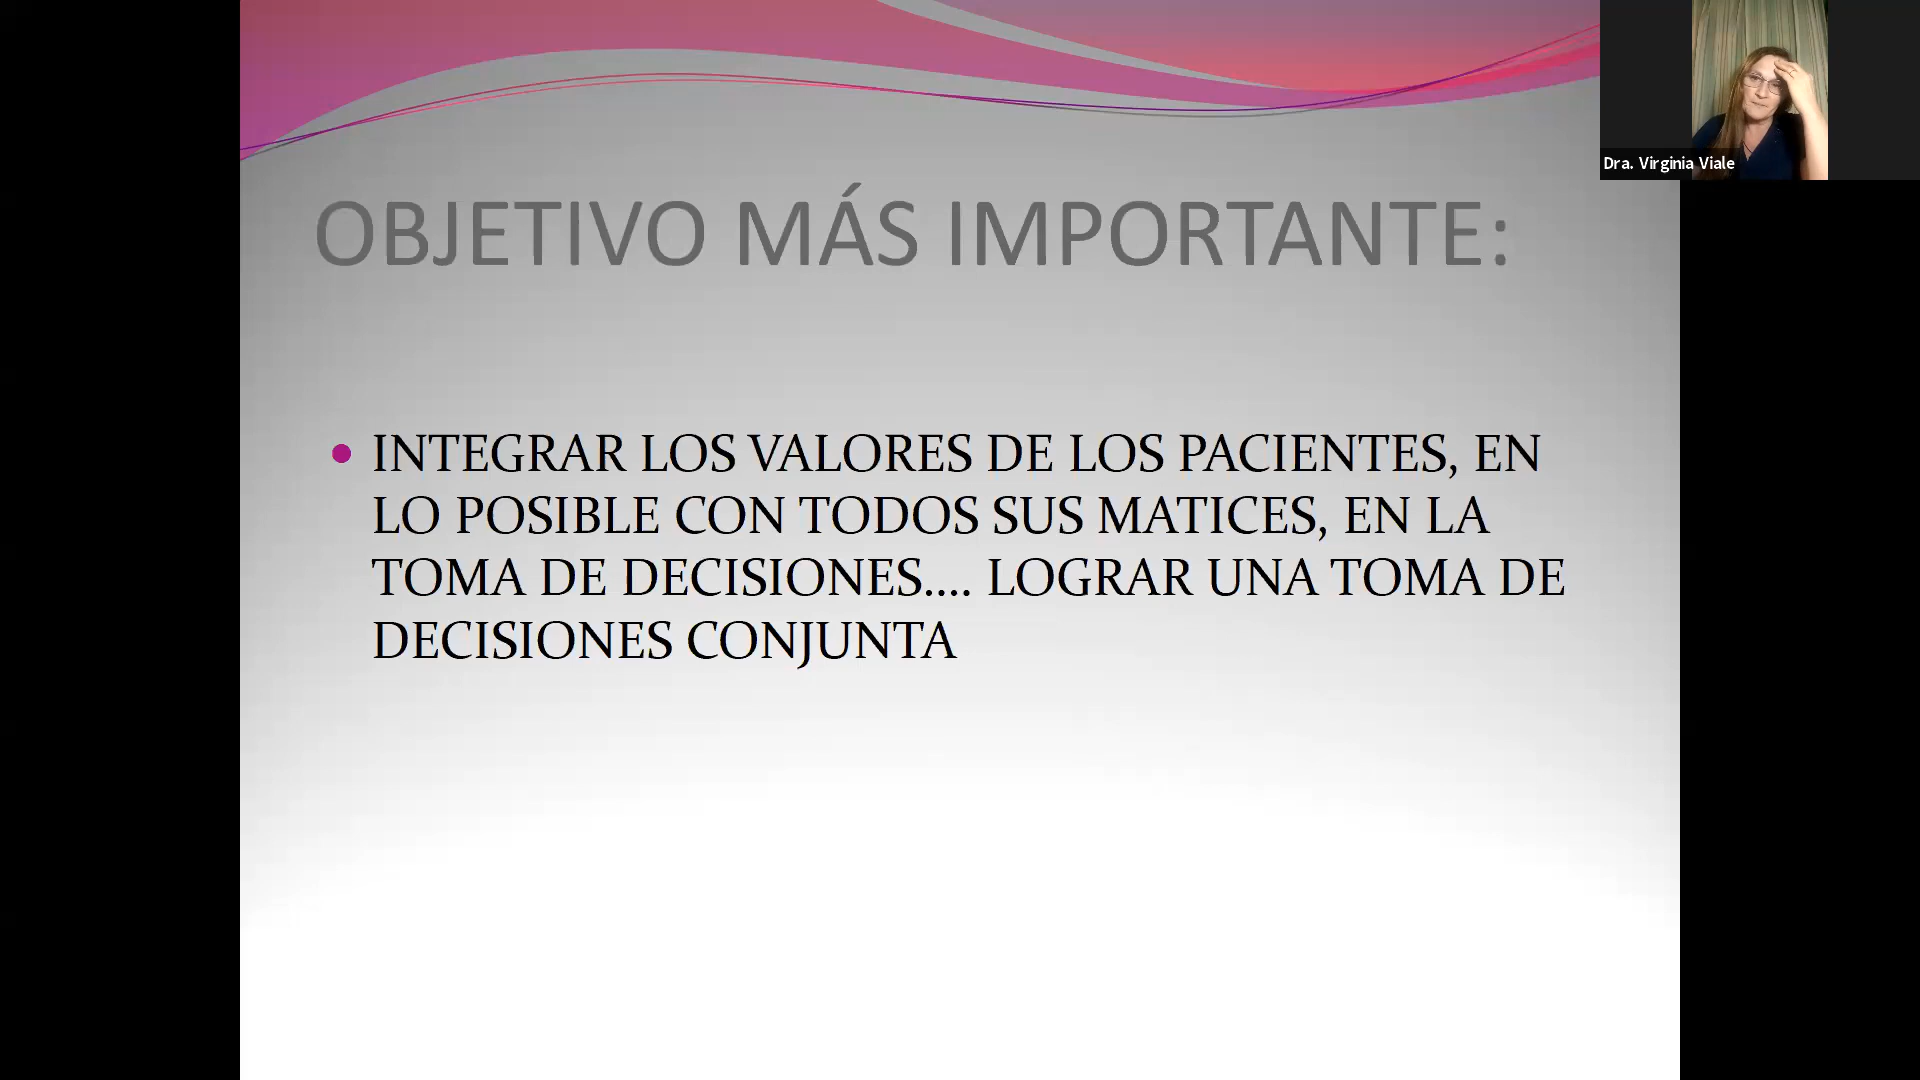 OBJETIVO MÁS IMPORTANTE:
INTEGRAR LOS VALORES DE LOS PACIENTES, EN
LO POSIBLE CON TODOS SUS MATICES, EN LA
TOMA DE DECISIONES.... LOGRAR UNA TOMA DE
DECISIONES CONJUNTA
Dra. Virginia Viale